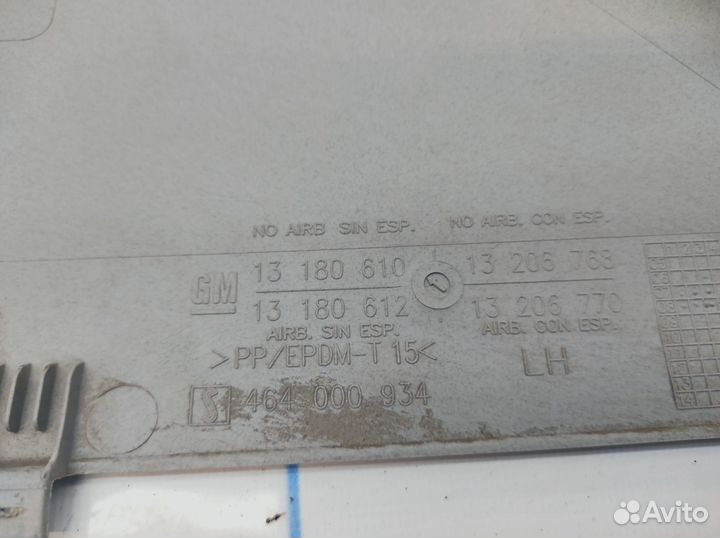 NO AIRB SIN ESP. NO AIRB. CON ESP.
GM 13 180 610 13 206 768
13 180 612 13 206 770
AIRB. SIN ESP. AIRB. CON ESP.
>PP/EPDM-T 15< LH
464 000 934
Avito